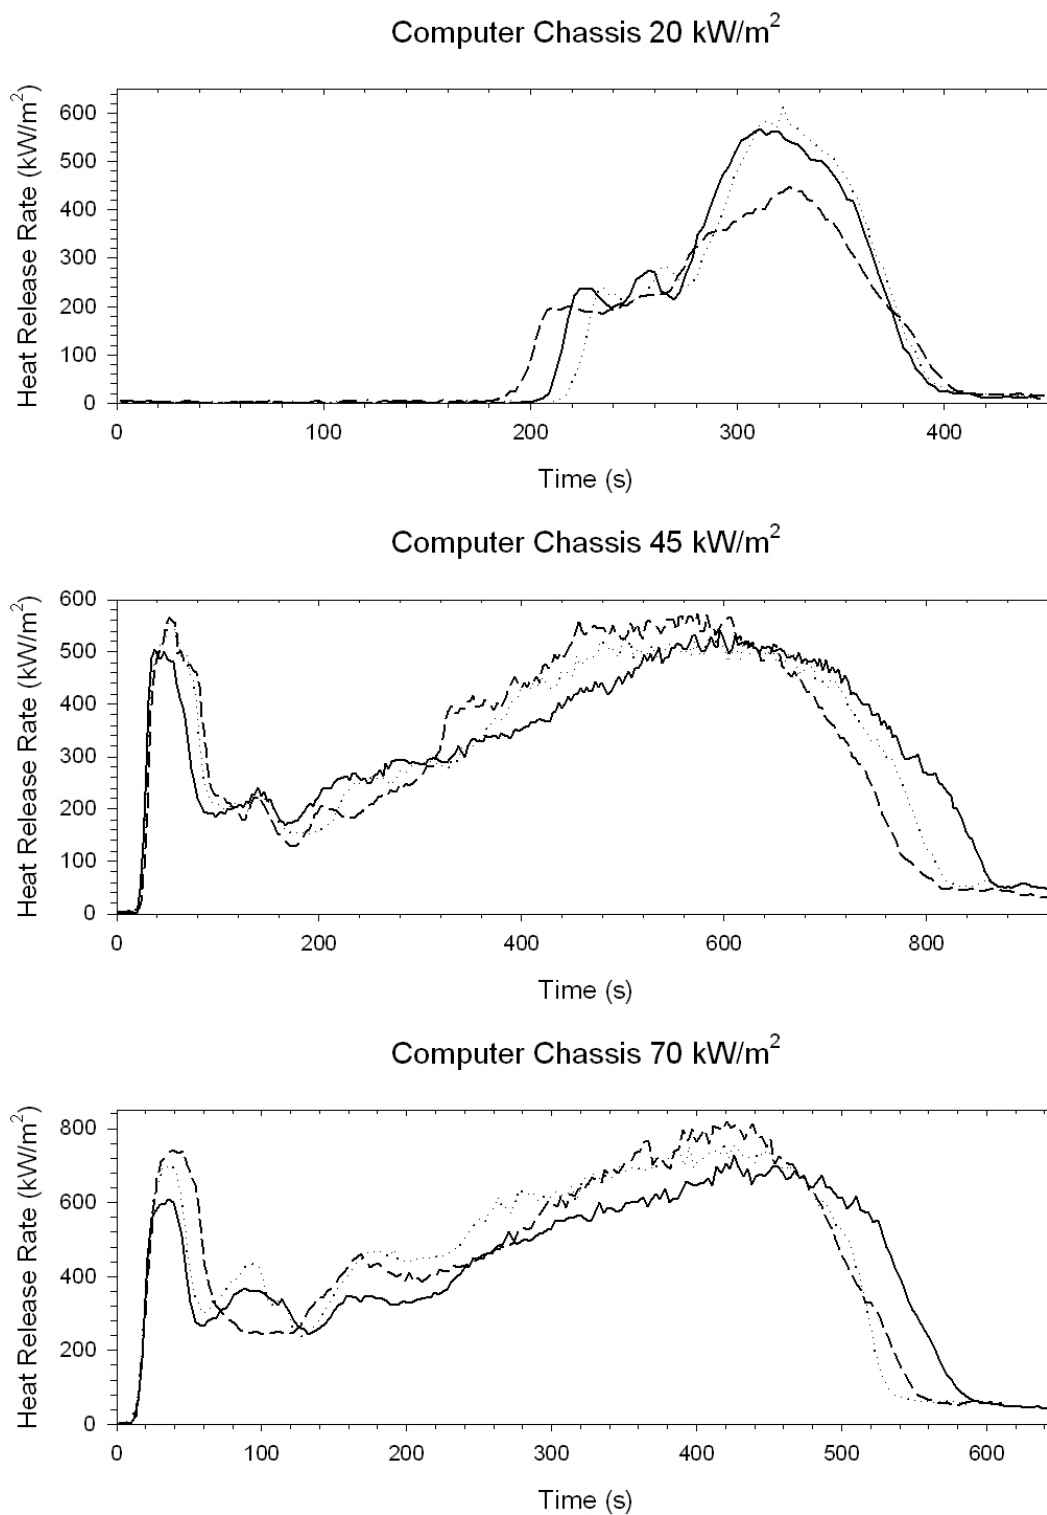 Computer Chassis 20 kW/m²
Heat Release Rate (kW/m²)
600
500
400
300
200
100
0
0 100 200 300 400
Time (s)
Computer Chassis 45 kW/m²
Heat Release Rate (kW/m²)
600
500
400
300
200
100
0
0 200 400 600 800
Time (s)
Computer Chassis 70 kW/m²
Heat Release Rate (kW/m²)
800
600
400
200
0
0 100 200 300 400 500 600
Time (s)